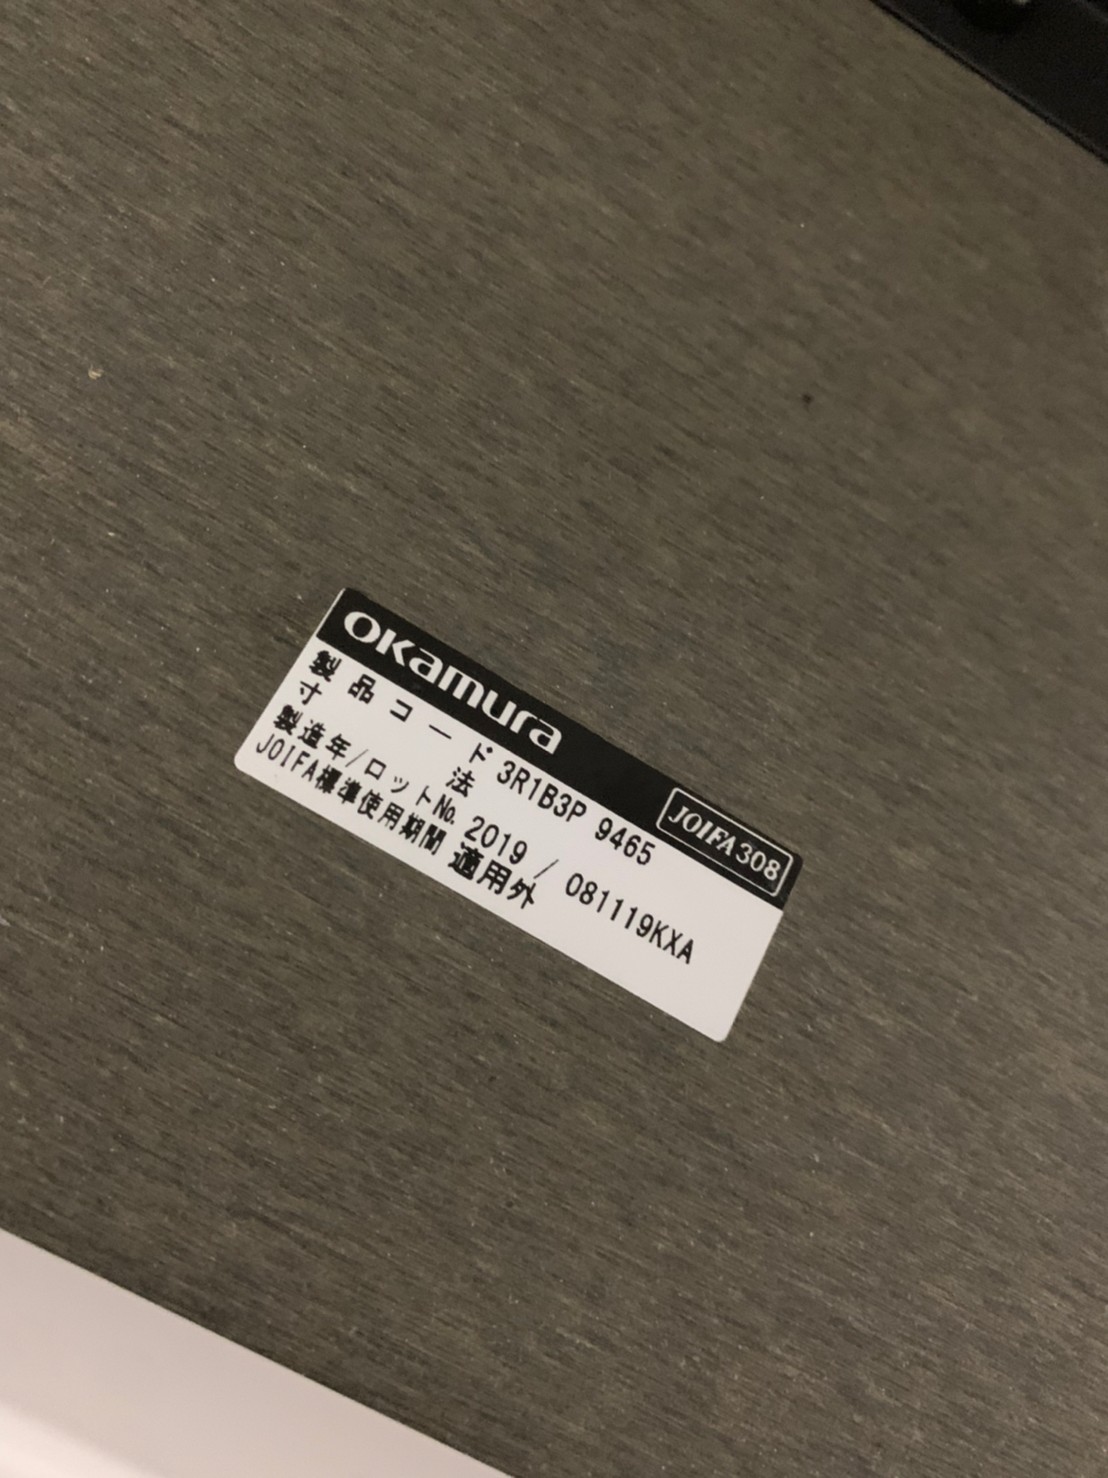 OKamura
JOIFA308
製品コード 3R1B3P 9465
寸法
製造年/ロットNo. 2019 / 081119KXA
JOIFA標準使用期間 適用外